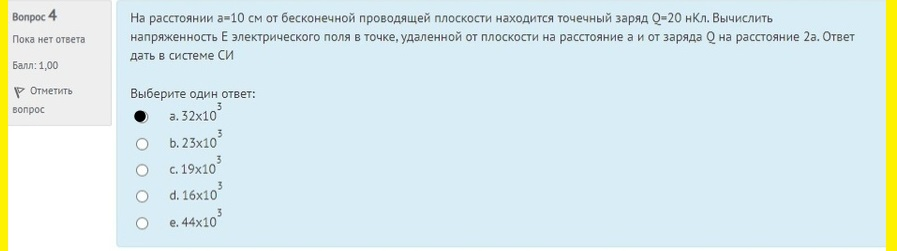 Вопрос 4
Пока нет ответа
Балл: 1,00
Отметить
вопрос
На расстоянии a=10 см от бесконечной проводящей плоскости находится точечный заряд Q=20 нКл. Вычислить
напряженность E электрического поля в точке, удаленной от плоскости на расстояние a и от заряда Q на расстояние 2a. Ответ
дать в системе СИ
Выберите один ответ:
a. 32x10³
b. 23x10³
c. 19x10³
d. 16x10³
e. 44x10³